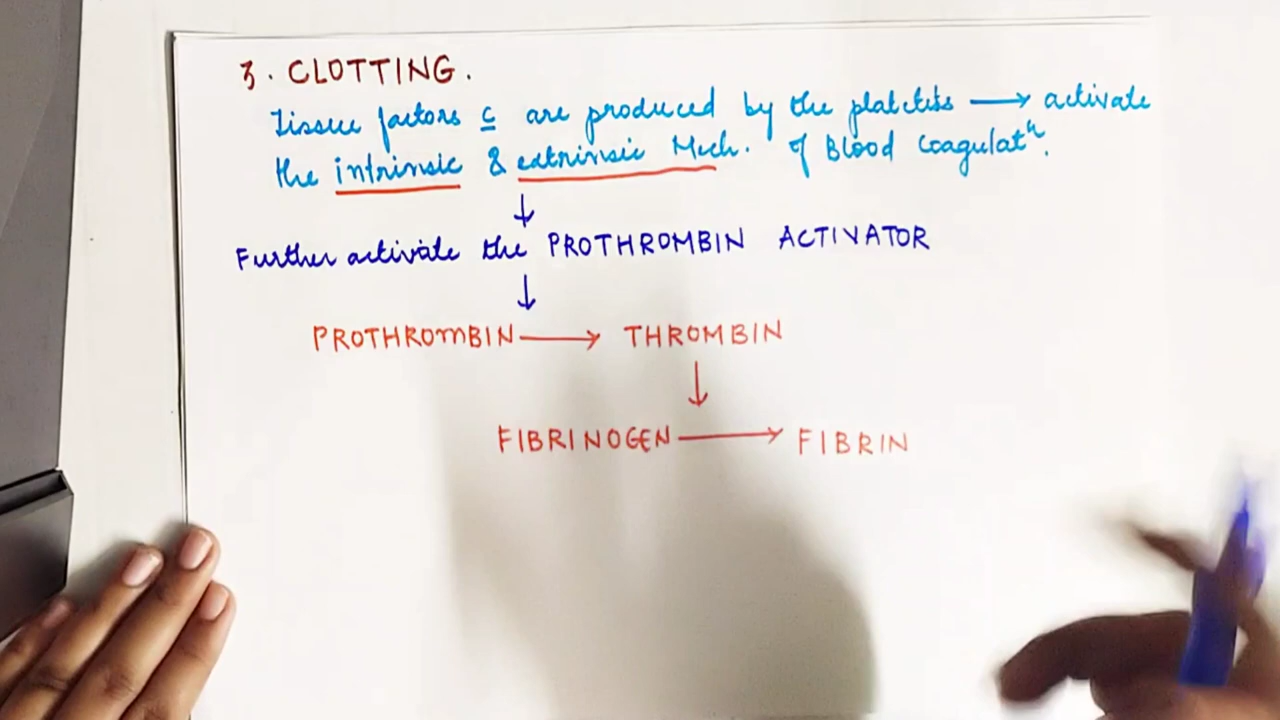 3. CLOTTING.
Tissue factors c are produced by the platelets → activate
the intrinsic & extrinsic Mech. of Blood Coagulatⁿ.
↓
Further activate the PROTHROMBIN ACTIVATOR
↓
PROTHROMBIN → THROMBIN
↓
FIBRINOGEN → FIBRIN